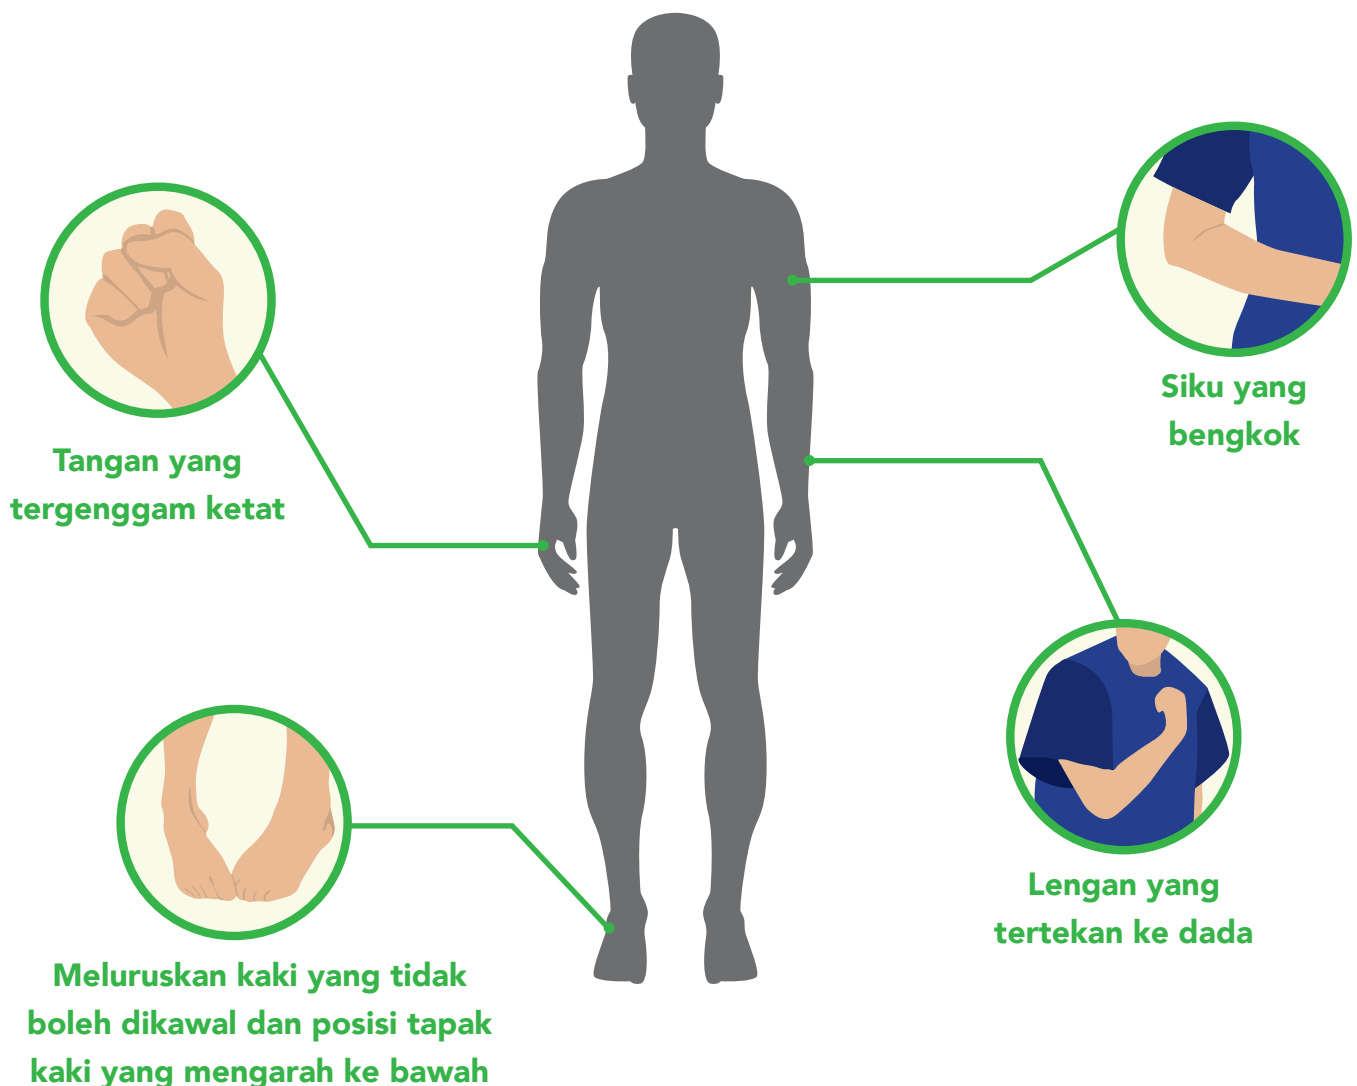 Siku yang
bengkok
Tangan yang
tergenggam ketat
Lengan yang
tertekan ke dada
Meluruskan kaki yang tidak
boleh dikawal dan posisi tapak
kaki yang mengarah ke bawah